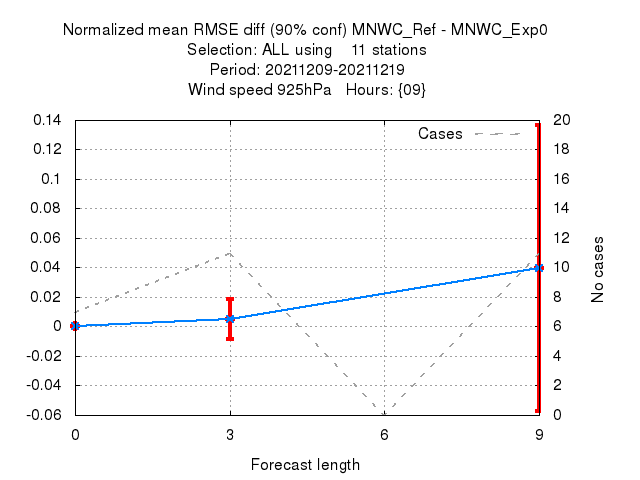 Normalized mean RMSE diff (90% conf) MNWC_Ref - MNWC_Exp0
Selection: ALL using    11 stations
Period: 20211209-20211219
Wind speed 925hPa   Hours: {09}
Cases
0.14
0.12
0.1
0.08
0.06
0.04
0.02
0
-0.02
-0.04
-0.06
20
18
16
14
12
10
8
6
4
2
0
No cases
0 3 6 9
Forecast length